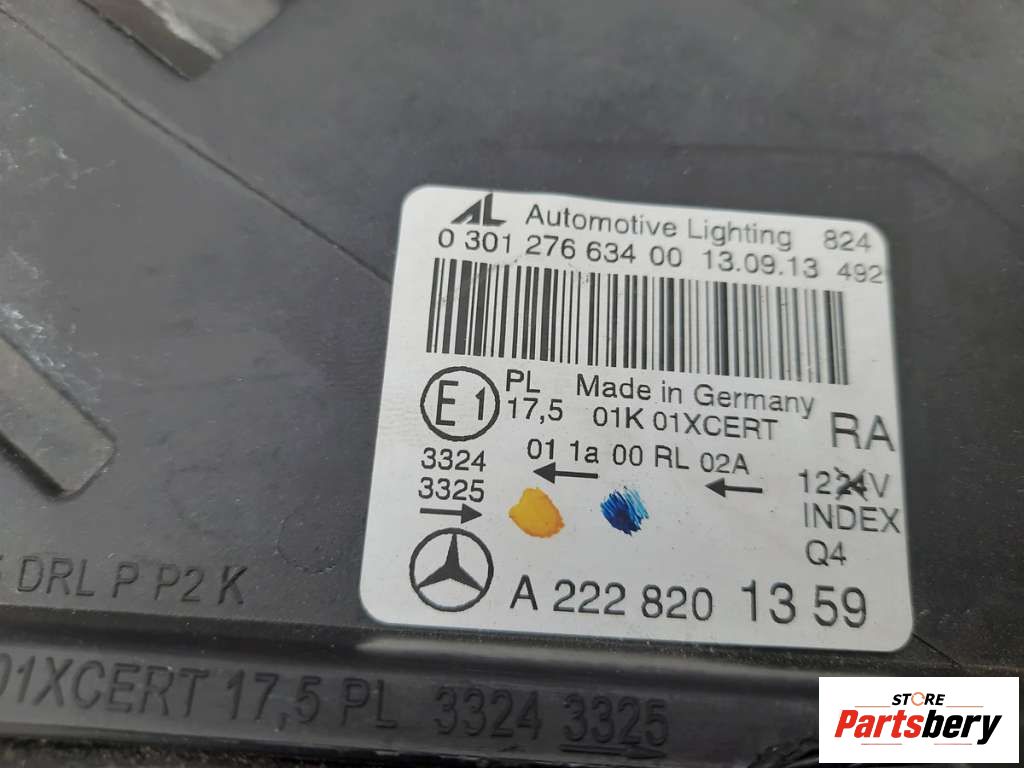 AL Automotive Lighting 824
0 301 276 634 00 13.09.13 492
E1 PL Made in Germany
17,5 01K 01XCERT RA
3324 01 1a 00 RL 02A
3325 1224V
INDEX
Q4
A 222 820 13 59
DRL P P2 K
01XCERT 17,5 PL 3324 3325
STORE
Partsbery